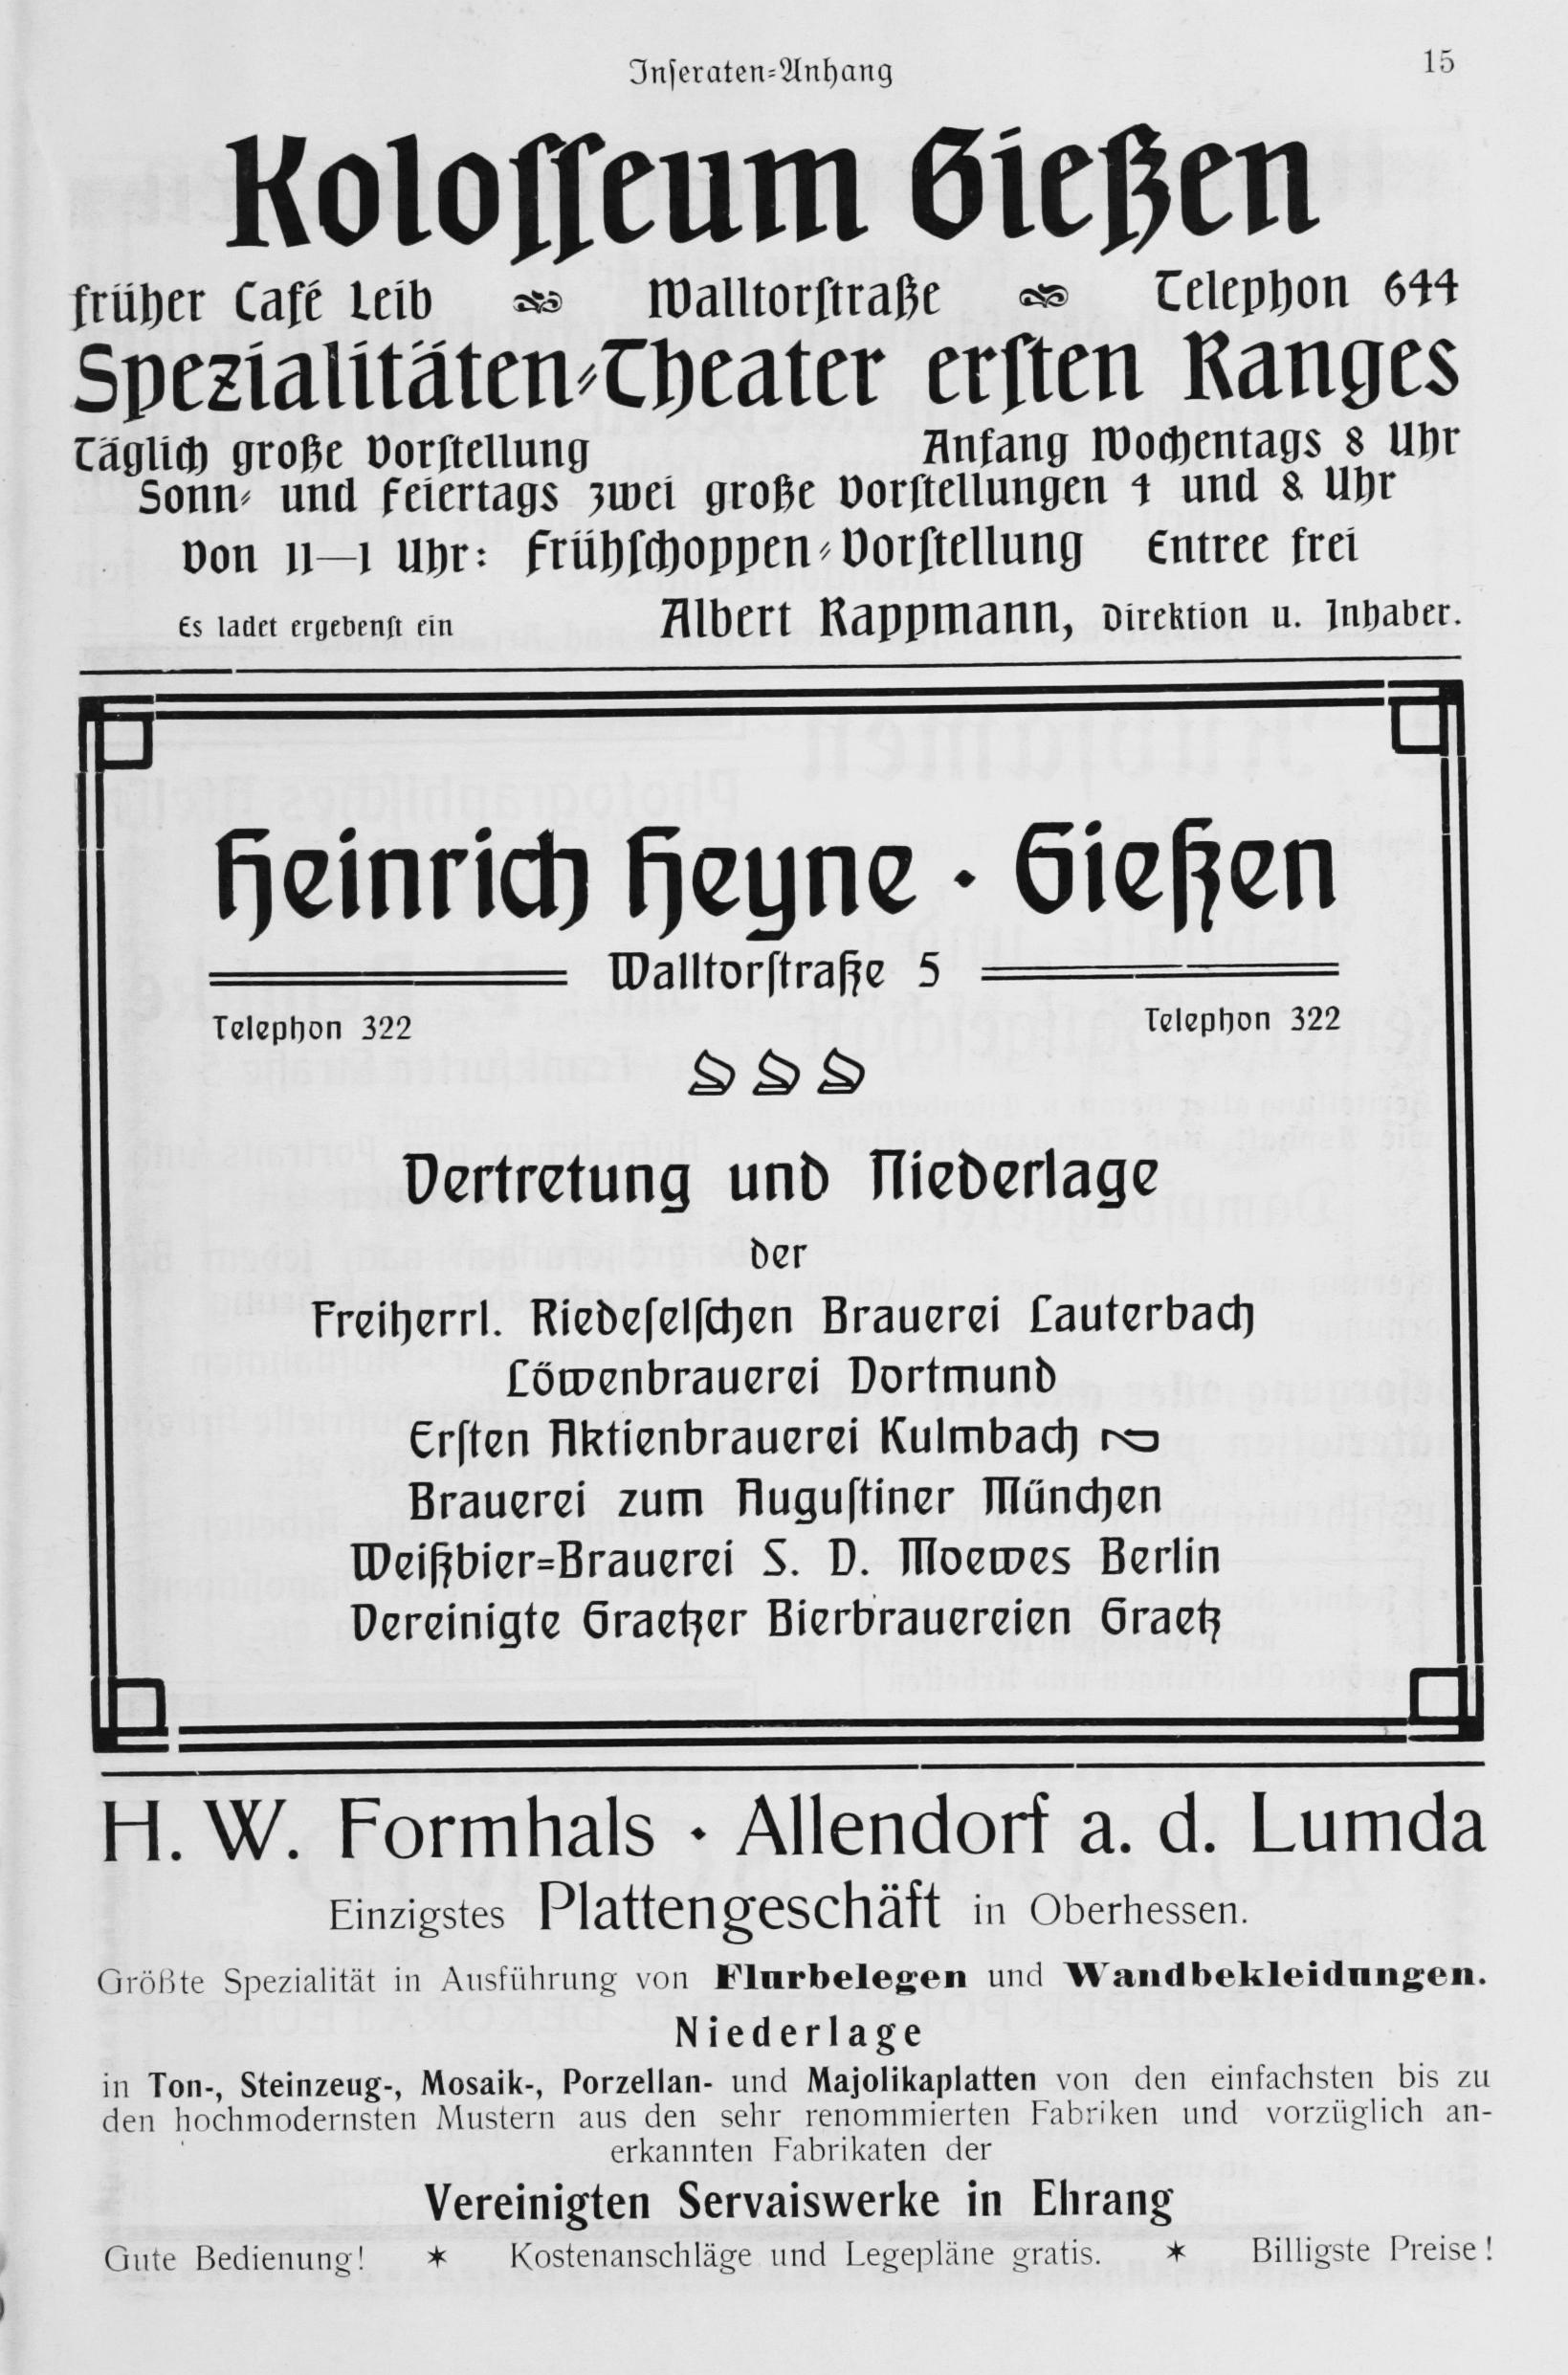 Inseraten-Anhang 15
Kolosseum Gießen
früher Café Leib Walltorstraße Telephon 644
Spezialitäten-Theater ersten Ranges
Täglich große Vorstellung Anfang Wochentags 8 Uhr
Sonn- und Feiertags zwei große Vorstellungen 4 und 8 Uhr
Von 11—1 Uhr: Frühschoppen-Vorstellung Entree frei
Es ladet ergebenst ein Albert Rappmann, Direktion u. Inhaber.
Heinrich Heyne · Gießen
Walltorstraße 5
Telephon 322 Telephon 322
Vertretung und Niederlage
der
Freiherrl. Riedeselschen Brauerei Lauterbach
Löwenbrauerei Dortmund
Ersten Aktienbrauerei Kulmbach
Brauerei zum Augustiner München
Weißbier-Brauerei S. D. Moewes Berlin
Vereinigte Graetzer Bierbrauereien Graetz
H. W. Formhals · Allendorf a. d. Lumda
Einzigstes Plattengeschäft in Oberhessen.
Größte Spezialität in Ausführung von Flurbelegen und Wandbekleidungen.
Niederlage
in Ton-, Steinzeug-, Mosaik-, Porzellan- und Majolikaplatten von den einfachsten bis zu
den hochmodernsten Mustern aus den sehr renommierten Fabriken und vorzüglich an-
erkannten Fabrikaten der
Vereinigten Servaiswerke in Ehrang
Gute Bedienung! * Kostenanschläge und Legepläne gratis. * Billigste Preise!